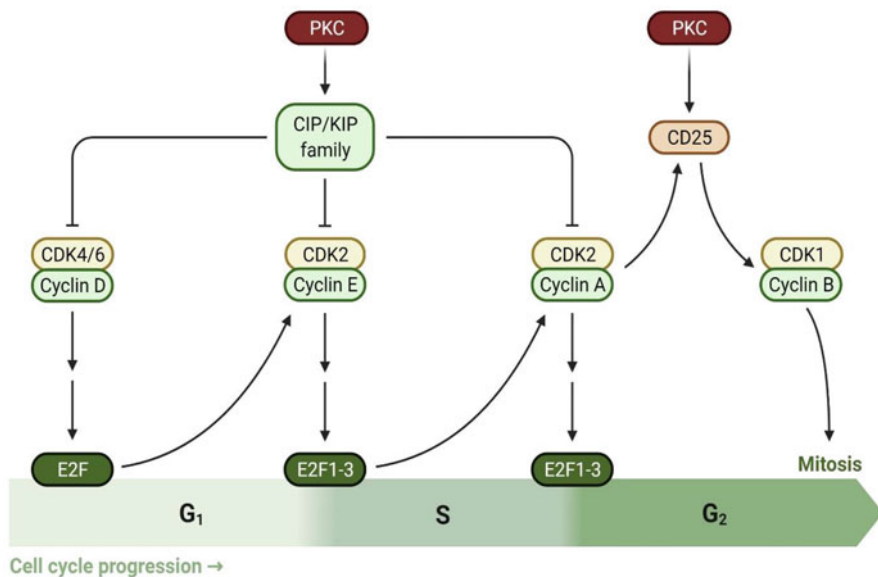 PKC
PKC
CIP/KIP
family
CD25
CDK4/6
Cyclin D
CDK2
Cyclin E
CDK2
Cyclin A
CDK1
Cyclin B
E2F
E2F1-3
E2F1-3
Mitosis
G₁
S
G₂
Cell cycle progression →